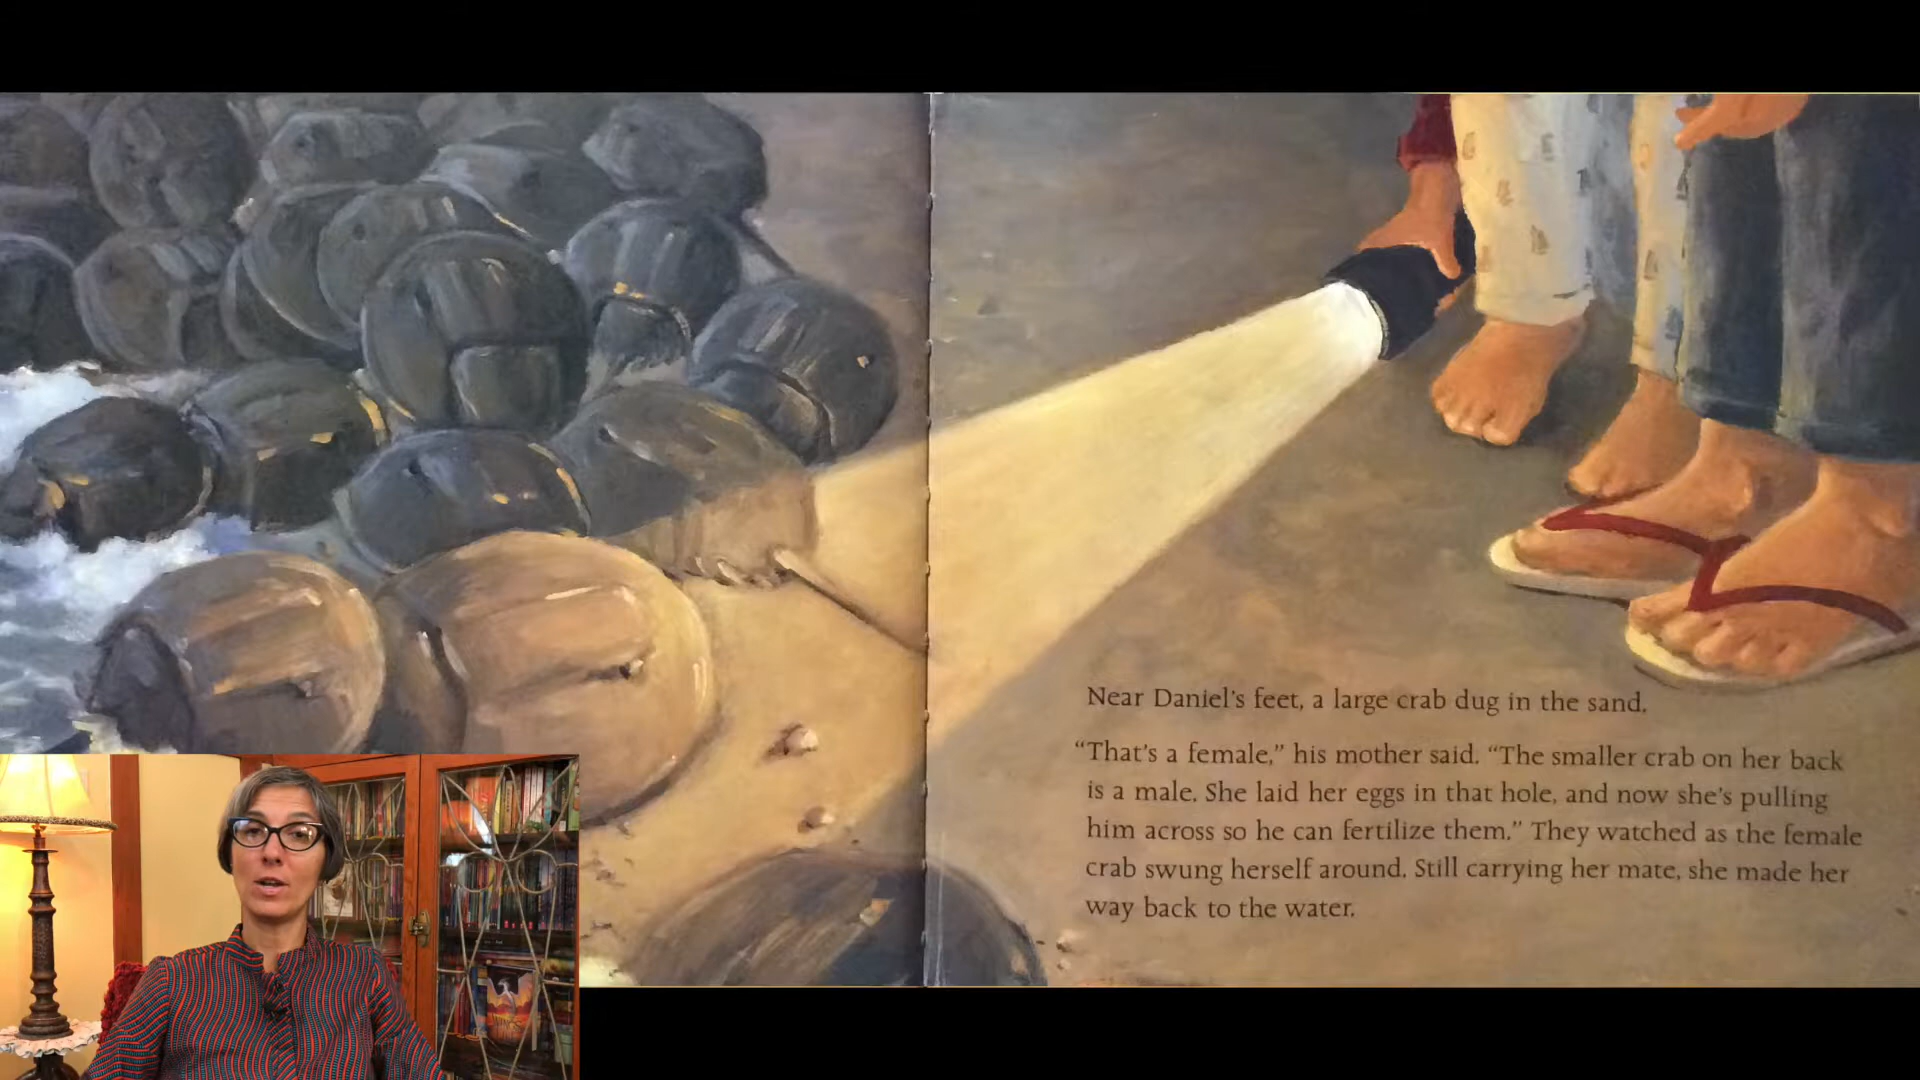 Near Daniel's feet, a large crab dug in the sand.
“That's a female,” his mother said. “The smaller crab on her back
is a male. She laid her eggs in that hole, and now she's pulling
him across so he can fertilize them.” They watched as the female
crab swung herself around. Still carrying her mate, she made her
way back to the water.